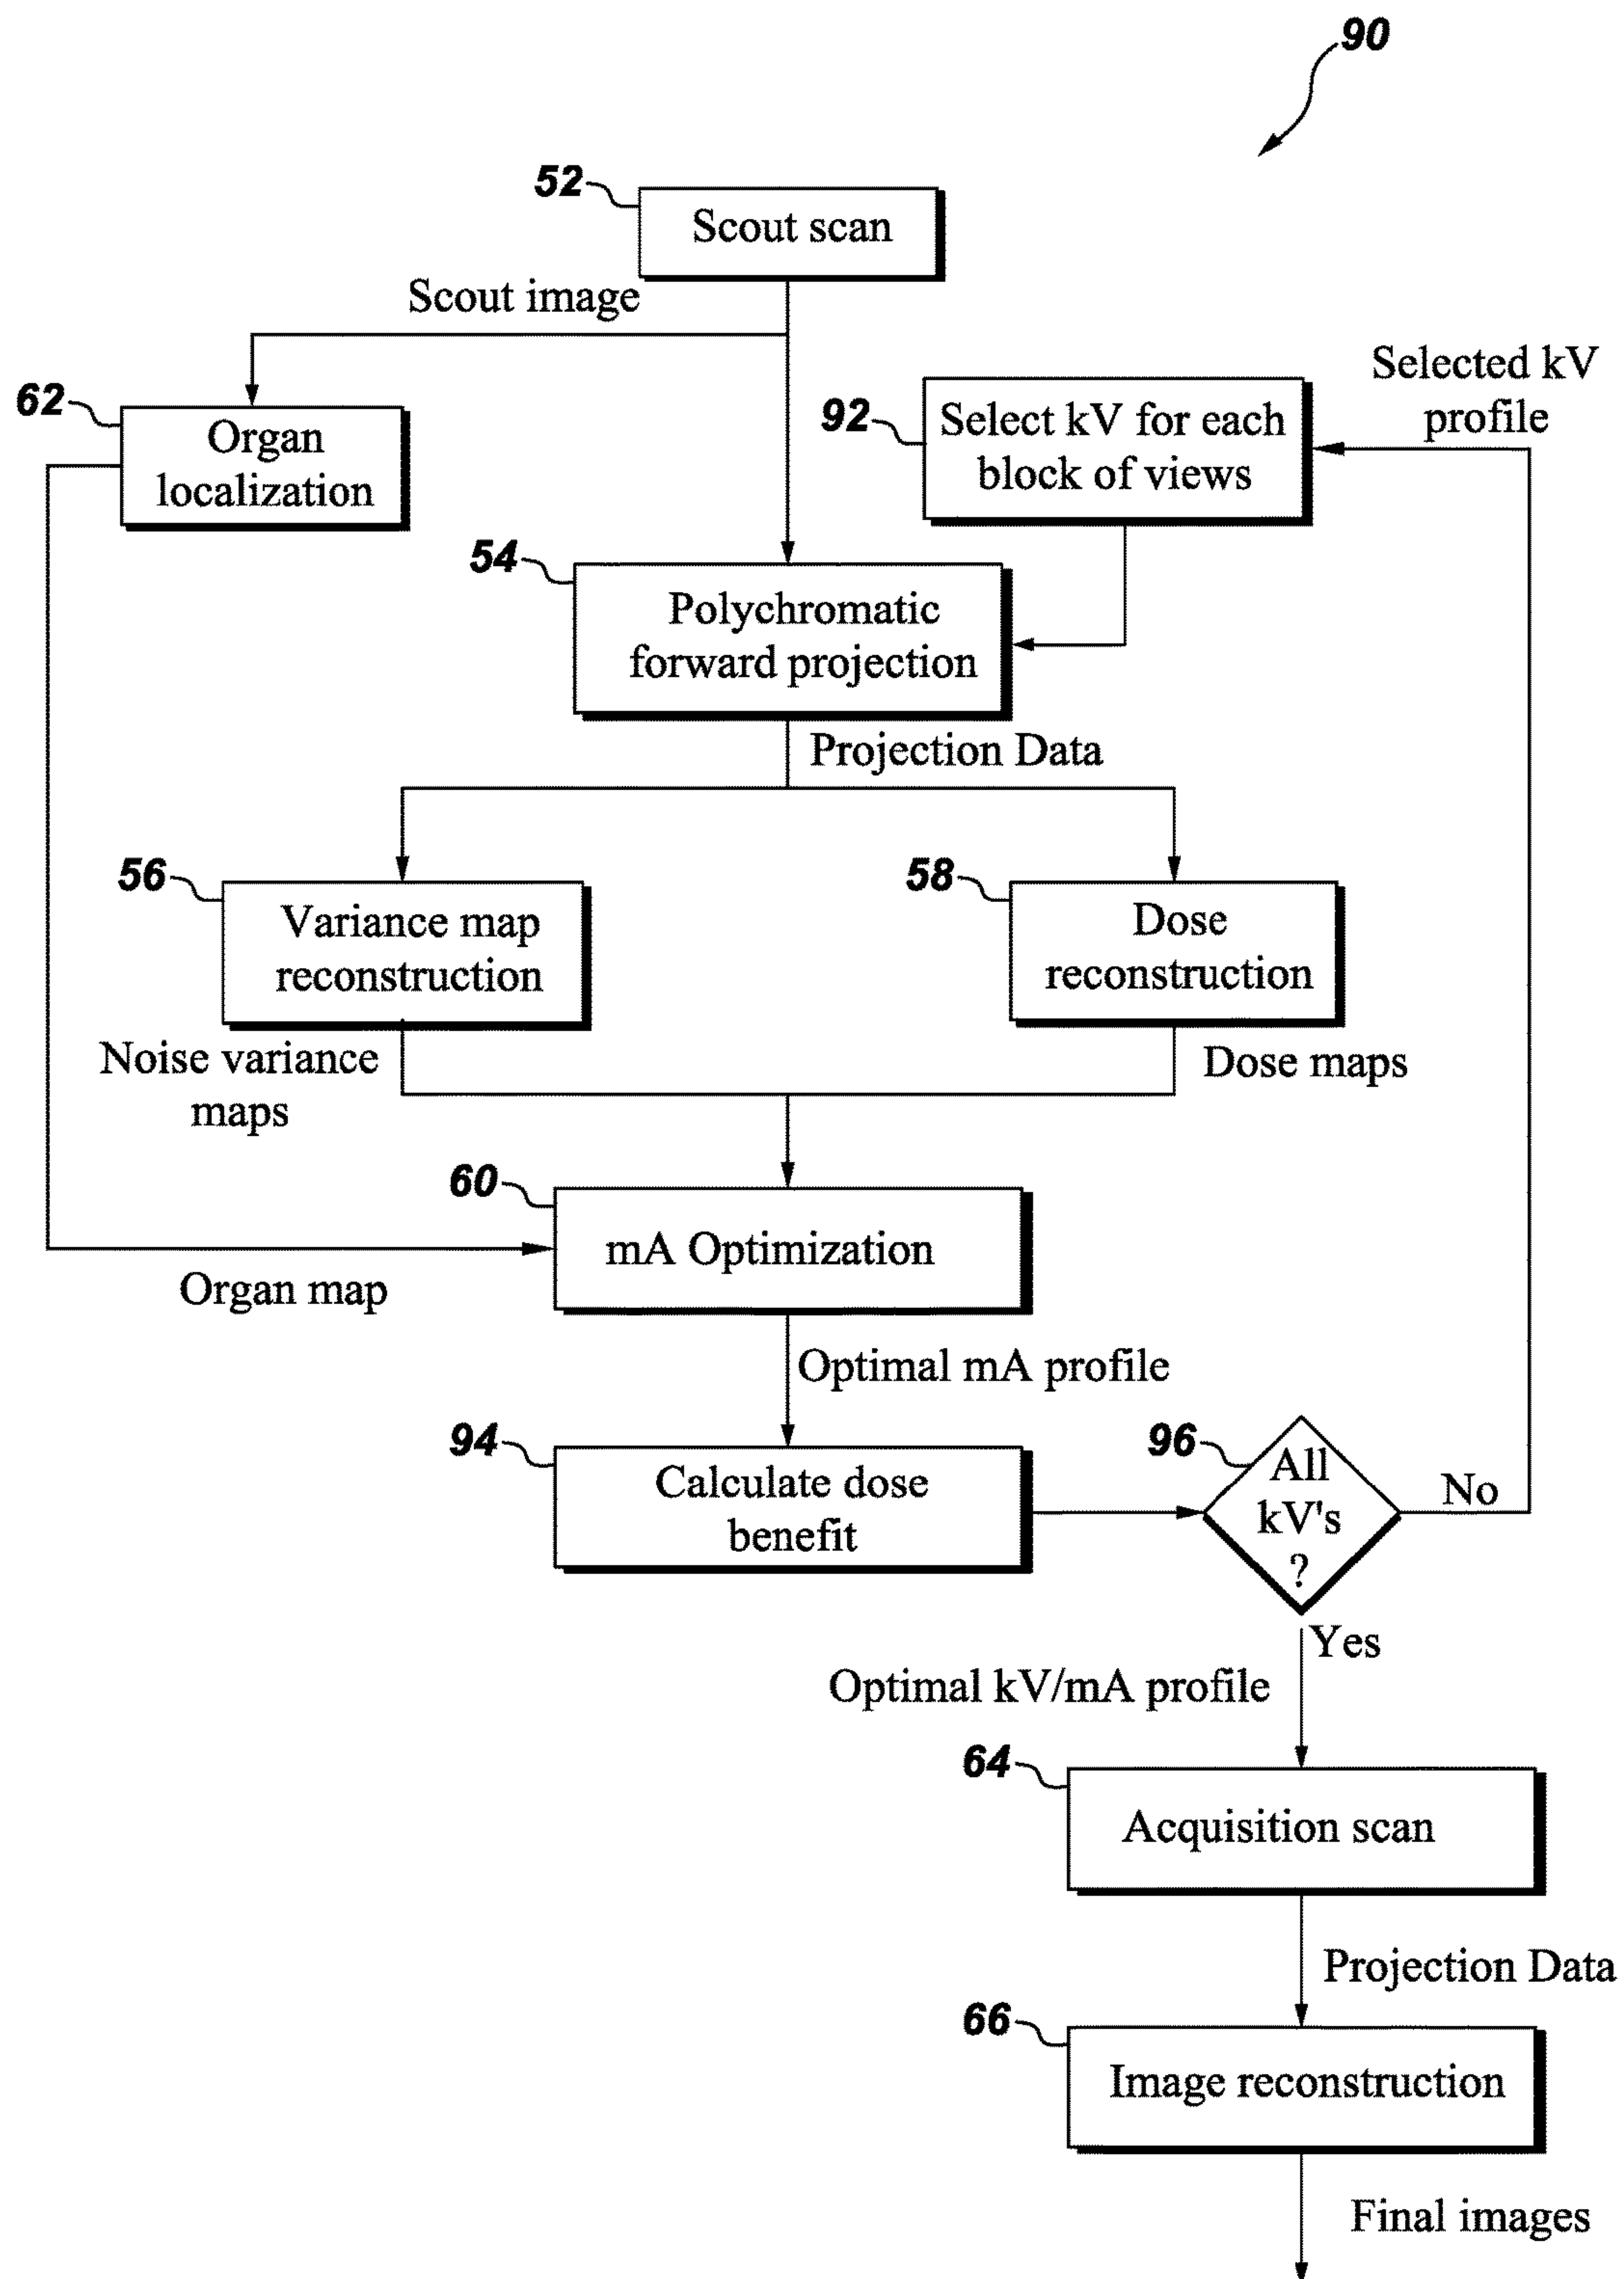 90
52
Scout scan
Scout image
Selected kV
profile
62
Organ
localization
92
Select kV for each
block of views
54
Polychromatic
forward projection
Projection Data
56
Variance map
reconstruction
58
Dose
reconstruction
Noise variance
maps
Dose maps
60
mA Optimization
Organ map
Optimal mA profile
94
Calculate dose
benefit
96
All
kV's
?
No
Yes
Optimal kV/mA profile
64
Acquisition scan
Projection Data
66
Image reconstruction
Final images